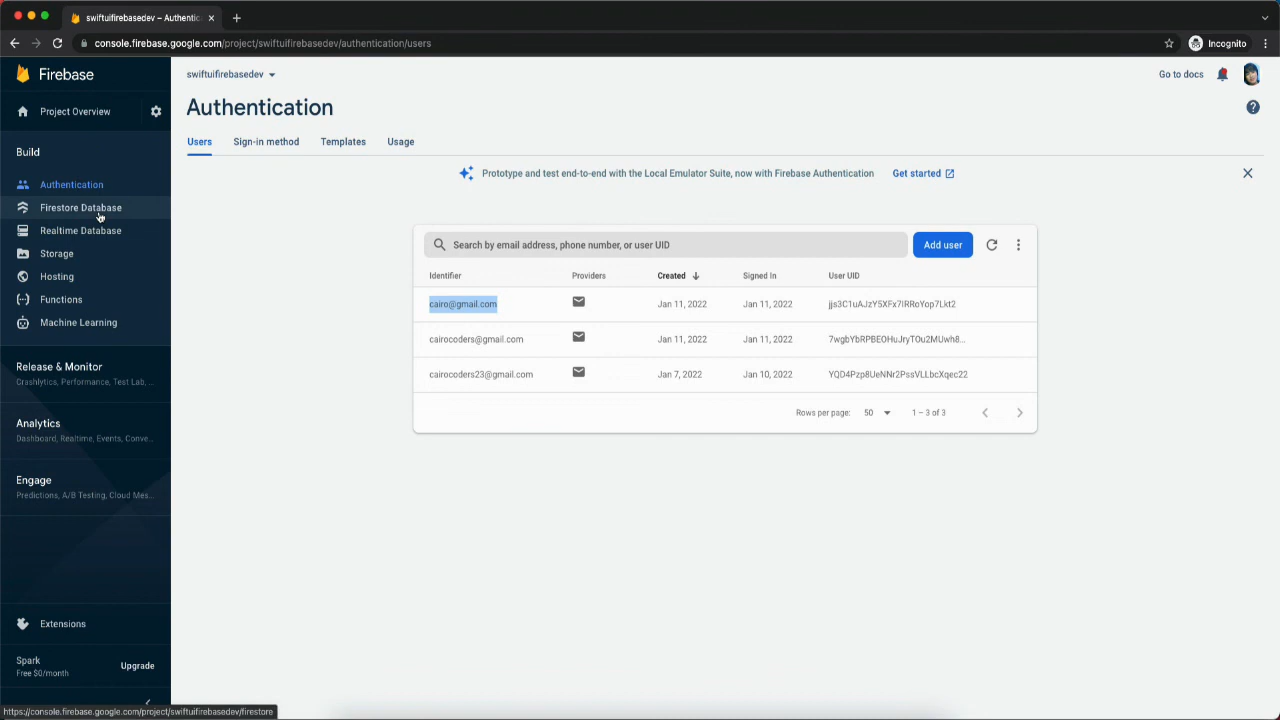 swiftuifirebasedev – Authentic
console.firebase.google.com/project/swiftuifirebasedev/authentication/users
Incognito
Firebase
swiftuifirebasedev
Go to docs
Project Overview
Authentication
Users
Sign-in method
Templates
Usage
Build
Prototype and test end-to-end with the Local Emulator Suite, now with Firebase Authentication
Get started
Authentication
Firestore Database
Realtime Database
Storage
Hosting
Functions
Machine Learning
Release & Monitor
Crashlytics, Performance, Test Lab, ...
Analytics
Dashboard, Realtime, Events, Conve...
Engage
Predictions, A/B Testing, Cloud Mes...
Extensions
Spark
Free $0/month
Upgrade
Search by email address, phone number, or user UID
Add user
Identifier Providers Created Signed In User UID
cairo@gmail.com Jan 11, 2022 Jan 11, 2022 jjs3C1uAJzY5XFx7IRRoYop7Lkt2
cairocoders@gmail.com Jan 11, 2022 Jan 11, 2022 7wgbYbRPBEOHuJryTOu2MUwh8...
cairocoders23@gmail.com Jan 7, 2022 Jan 10, 2022 YQD4Pzp8UeNNr2PssVLLbcXqec22
Rows per page: 50 1 – 3 of 3
https://console.firebase.google.com/project/swiftuifirebasedev/firestore